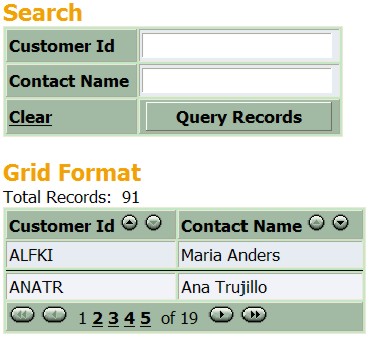 Search
Customer Id
Contact Name
Clear Query Records
Grid Format
Total Records: 91
Customer Id Contact Name
ALFKI Maria Anders
ANATR Ana Trujillo
1 2 3 4 5 of 19